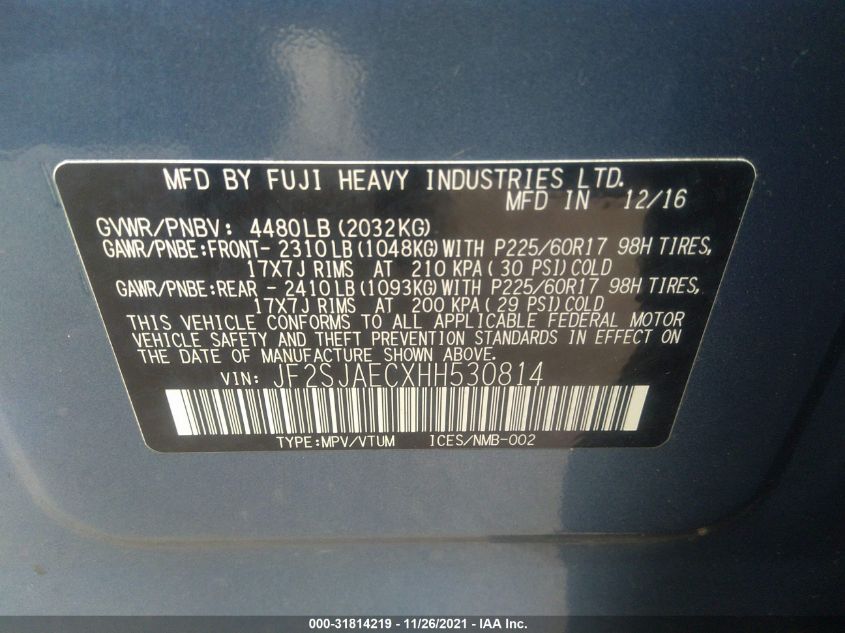 MFD BY FUJI HEAVY INDUSTRIES LTD.
MFD IN 12/16
GVWR/PNBV: 4480LB(2032KG)
GAWR/PNBE:FRONT- 2310LB(1048KG)WITH P225/60R17 98H TIRES,
17X7J RIMS AT 210 KPA(30 PSI)COLD
GAWR/PNBE:REAR - 2410LB(1093KG)WITH P225/60R17 98H TIRES,
17X7J RIMS AT 200 KPA(29 PSI)COLD
THIS VEHICLE CONFORMS TO ALL APPLICABLE FEDERAL MOTOR
VEHICLE SAFETY AND THEFT PREVENTION STANDARDS IN EFFECT ON
THE DATE OF MANUFACTURE SHOWN ABOVE.
VIN: JF2SJAECXHH530814
TYPE:MPV/VTUM ICES/NMB-002
000-31814219 - 11/26/2021 - IAA Inc.